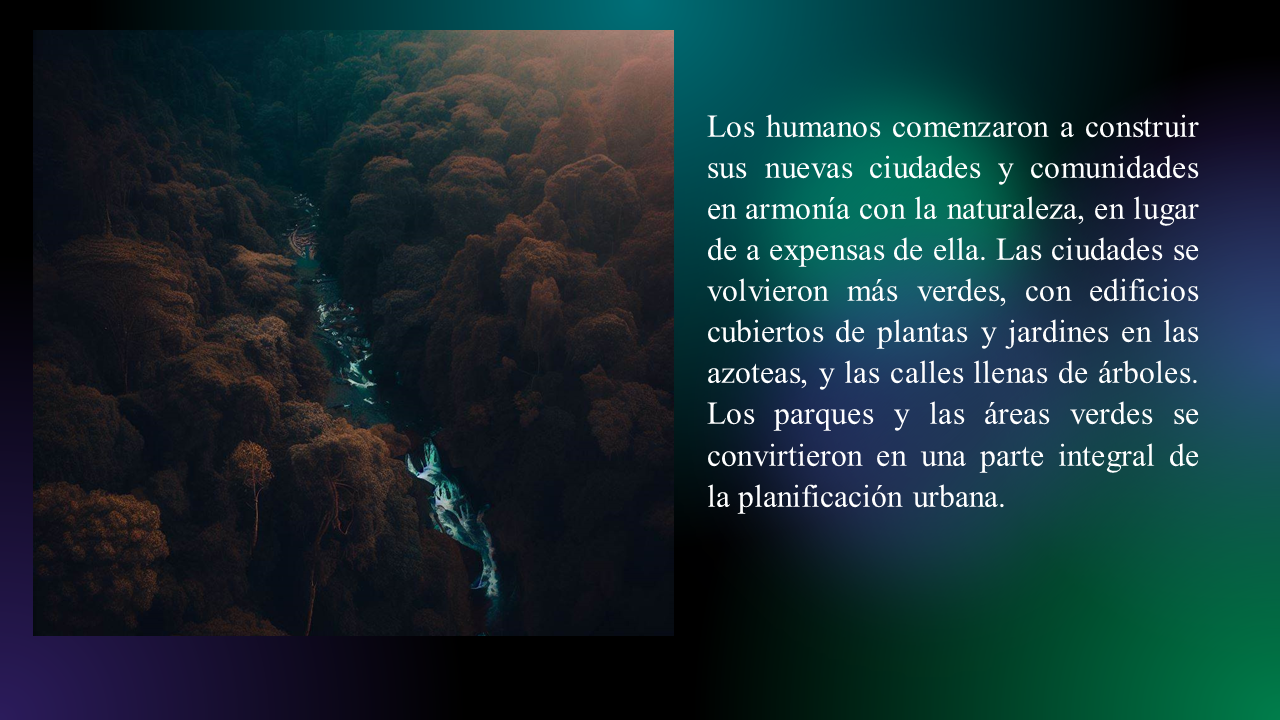 Los humanos comenzaron a construir
sus nuevas ciudades y comunidades
en armonía con la naturaleza, en lugar
de a expensas de ella. Las ciudades se
volvieron más verdes, con edificios
cubiertos de plantas y jardines en las
azoteas, y las calles llenas de árboles.
Los parques y las áreas verdes se
convirtieron en una parte integral de
la planificación urbana.